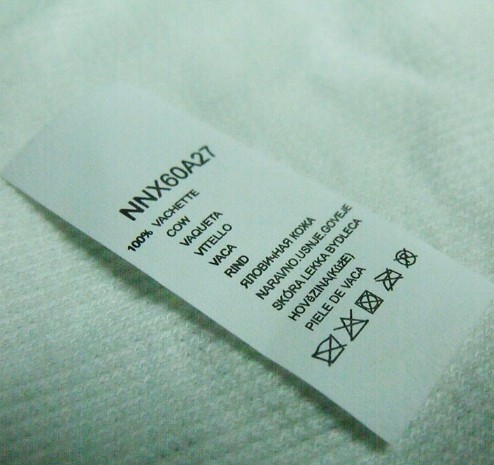 NNX60A27
100% VACHETTE
COW
VAQUETA
VITELLO
VACA
RIND
ЯЛОВИЧНАЯ КОЖА
NARAVNO.USNJE.GOVEJE
SKÓRA LEKKA BYDLECA
HOVěZINA(KůžE)
PIELE DE VACA